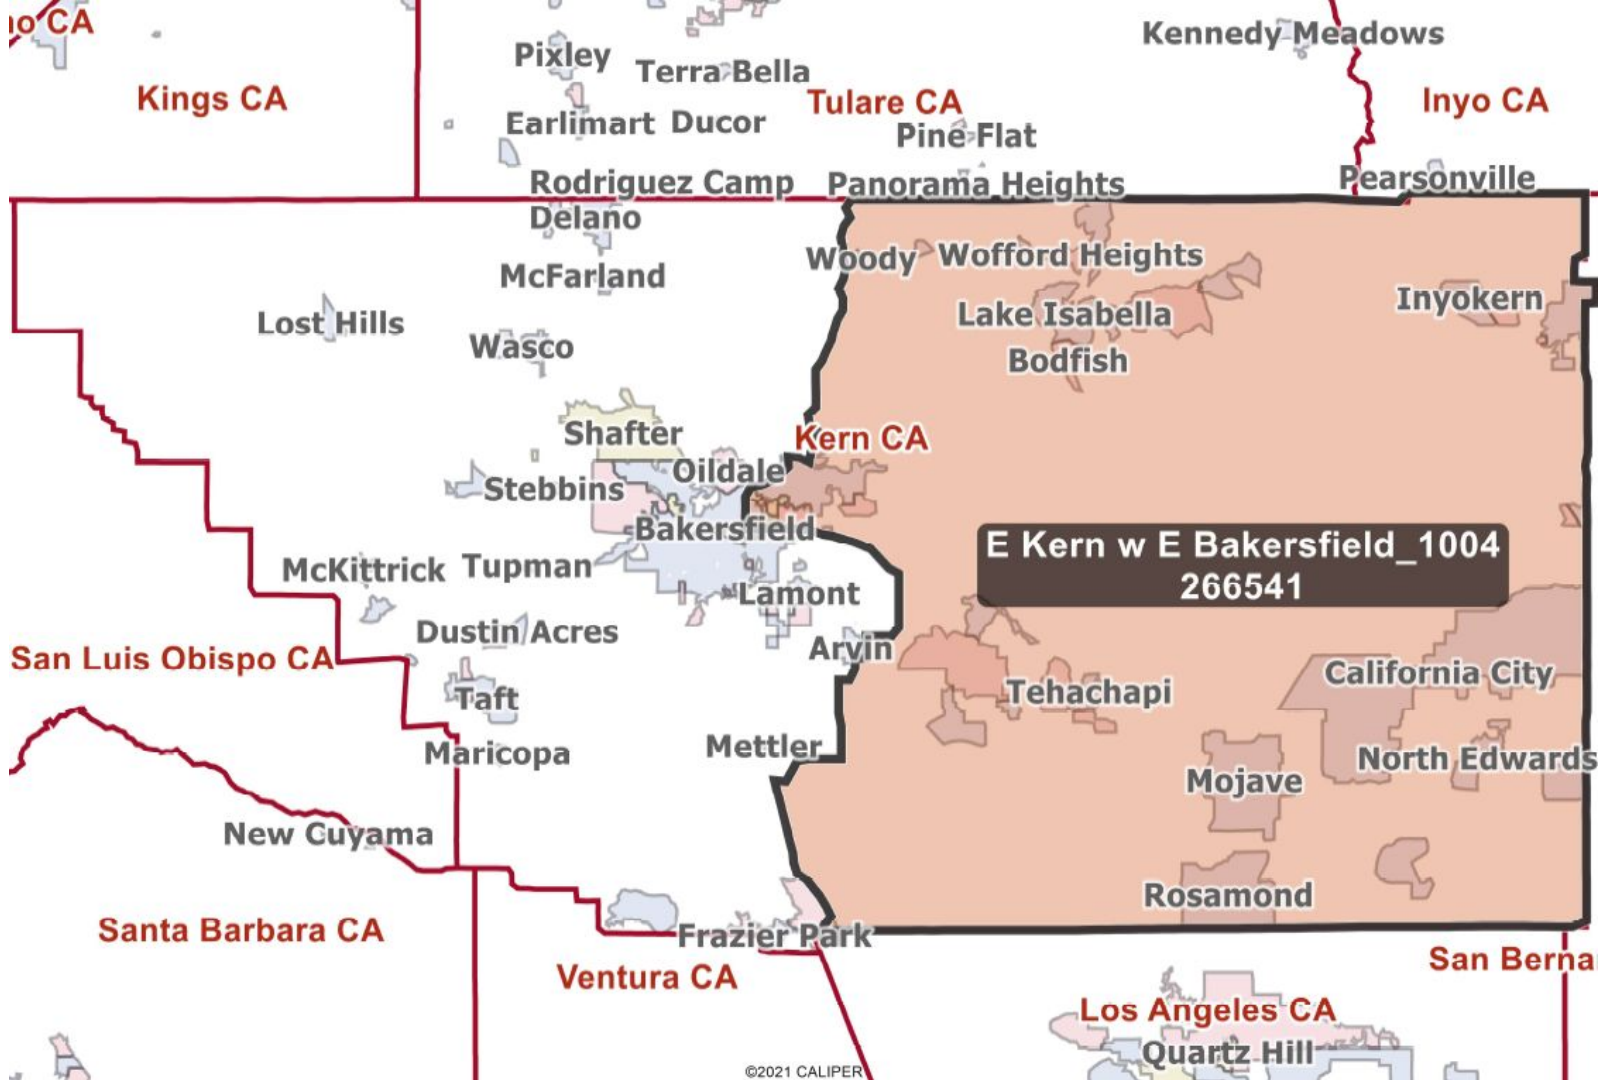 io CA
Kennedy Meadows
Pixley
Terra Bella
Kings CA
Tulare CA
Inyo CA
Earlimart
Ducor
Pine Flat
Rodriguez Camp
Panorama Heights
Pearsonville
Delano
Woody
Wofford Heights
McFarland
Inyokern
Lost Hills
Lake Isabella
Wasco
Bodfish
Shafter
Kern CA
Oildale
Stebbins
Bakersfield
E Kern w E Bakersfield_1004
266541
McKittrick
Tupman
Lamont
Dustin Acres
Arvin
San Luis Obispo CA
California City
Taft
Tehachapi
Maricopa
Mettler
North Edwards
Mojave
New Cuyama
Rosamond
Santa Barbara CA
Frazier Park
San Berna
Ventura CA
Los Angeles CA
Quartz Hill
©2021 CALIPER